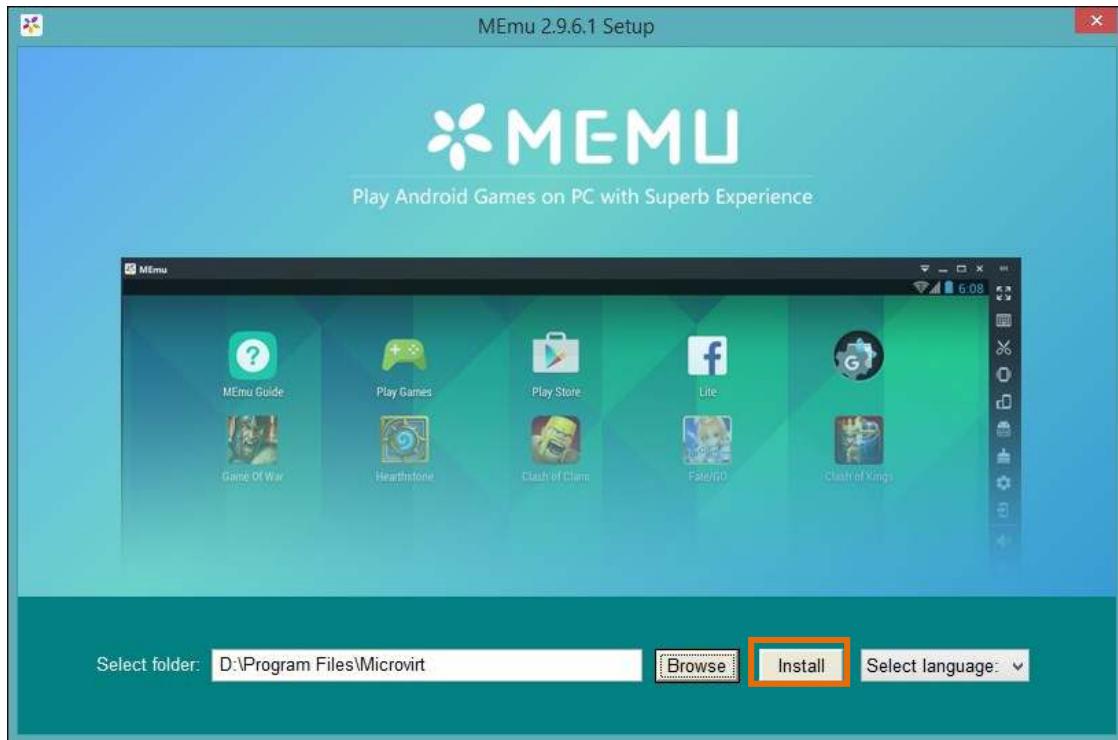 MEmu 2.9.6.1 Setup
MEMU
Play Android Games on PC with Superb Experience
MEmu
6:08
MEmu Guide Play Games Play Store Lite
Game Of War Hearthstone Clash of Clans Fate/GO Clash of Kings
Select folder: D:\Program Files\Microvirt Browse Install Select language: